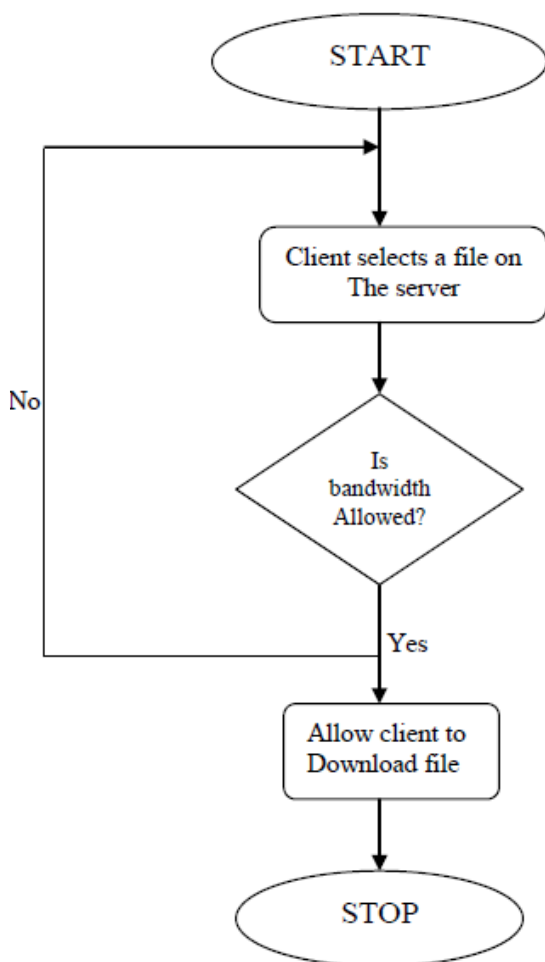 START
Client selects a file on
The server
No
Is
bandwidth
Allowed?
Yes
Allow client to
Download file
STOP